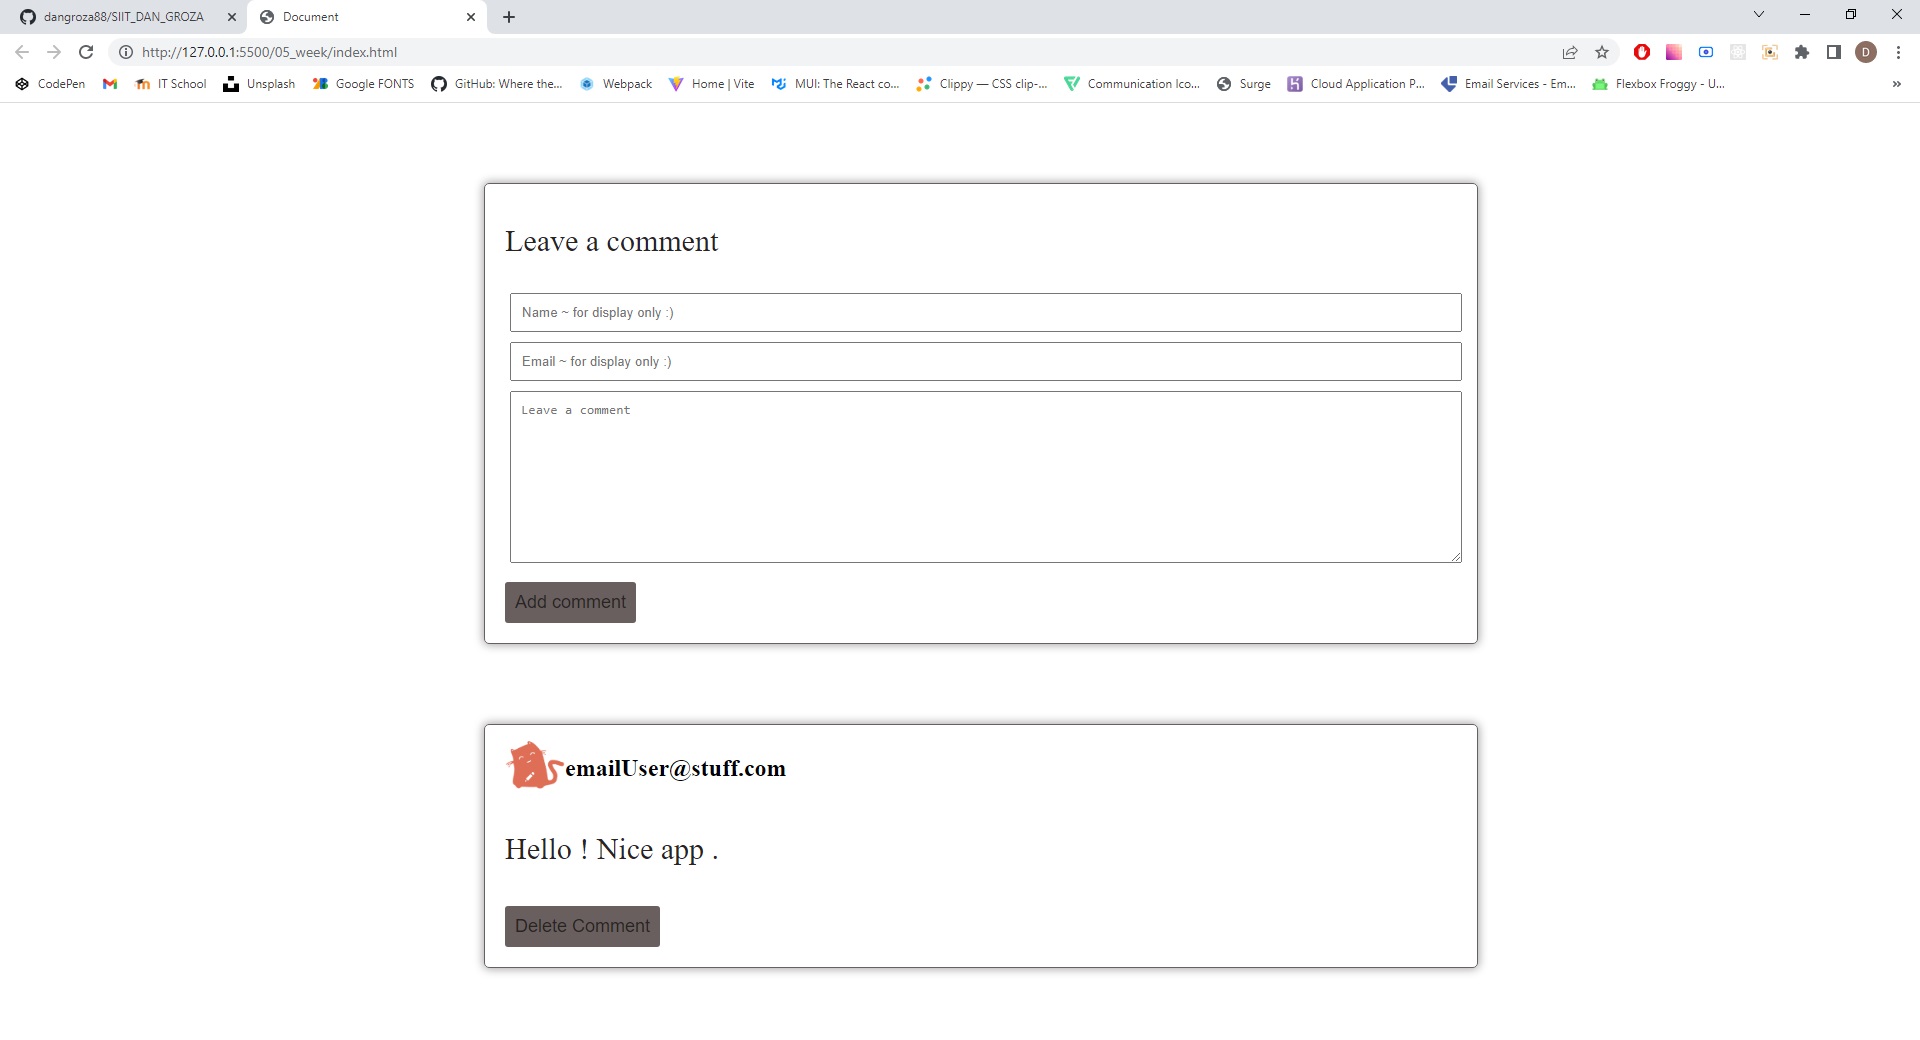 dangroza88/SIIT_DAN_GROZA Document
http://127.0.0.1:5500/05_week/index.html D
CodePen IT School Unsplash Google FONTS GitHub: Where the... Webpack Home | Vite MUI: The React co... Clippy — CSS clip-... Communication Ico... Surge Cloud Application P... Email Services - Em... Flexbox Froggy - U... »
Leave a comment
Name ~ for display only :)
Email ~ for display only :)
Leave a comment
Add comment
emailUser@stuff.com
Hello ! Nice app .
Delete Comment